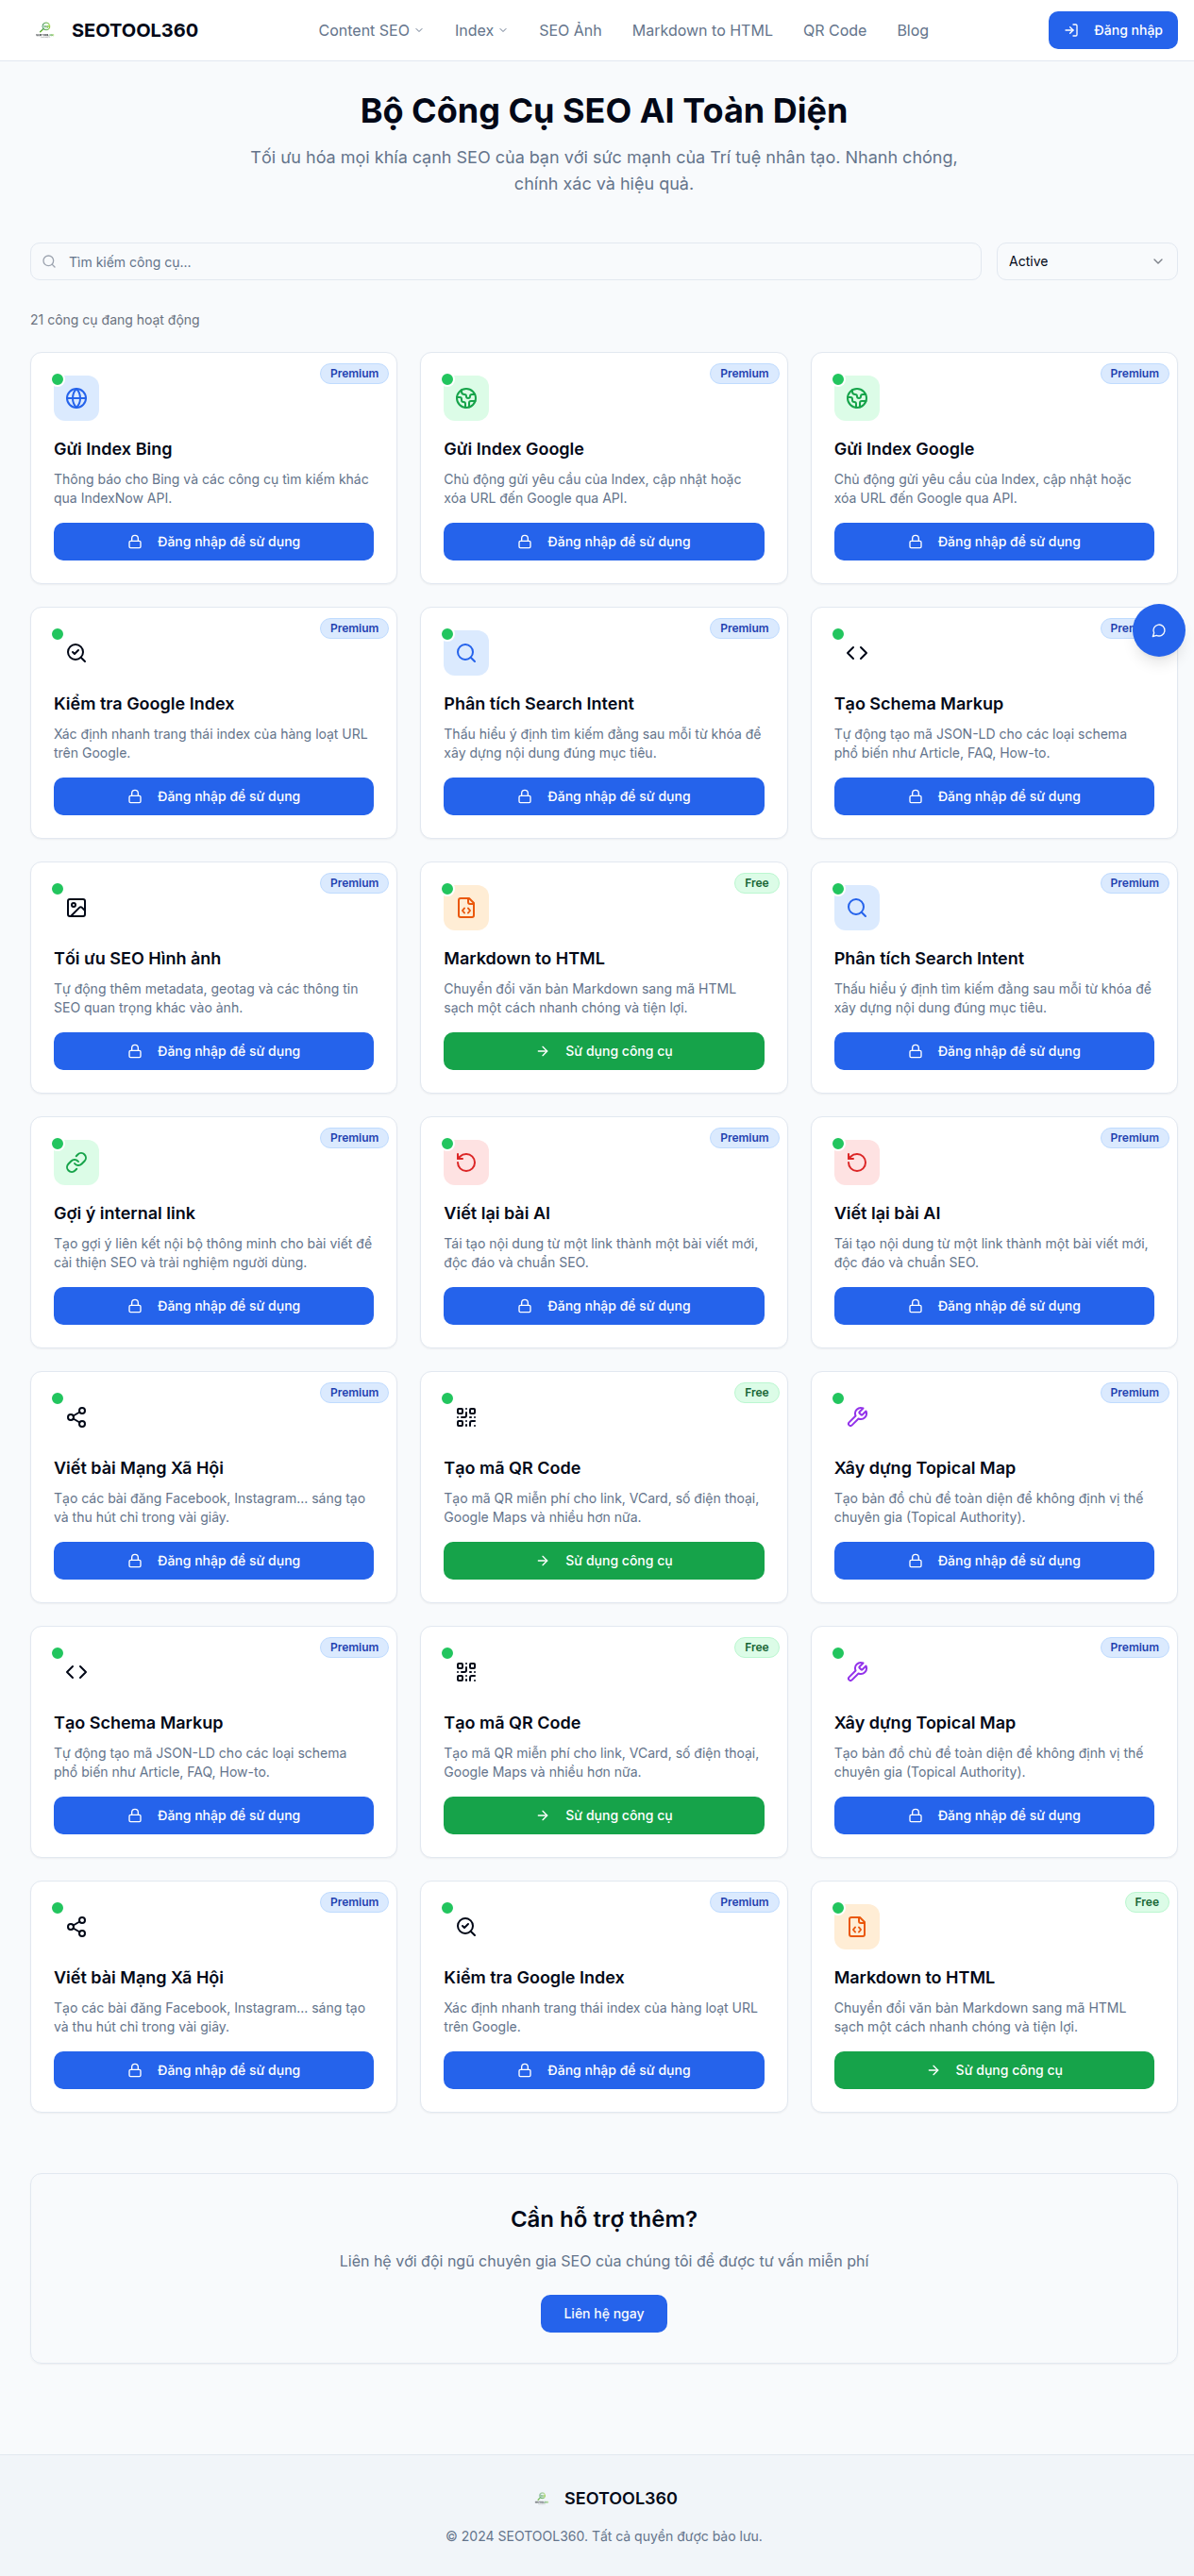 SEOTOOL360
Content SEO
Index
SEO Ảnh
Markdown to HTML
QR Code
Blog
Đăng nhập
Bộ Công Cụ SEO AI Toàn Diện
Tối ưu hóa mọi khía cạnh SEO của bạn với sức mạnh của Trí tuệ nhân tạo. Nhanh chóng,
chính xác và hiệu quả.
Tìm kiếm công cụ...
Active
21 công cụ đang hoạt động
Premium
Gửi Index Bing
Thông báo cho Bing và các công cụ tìm kiếm khác
qua IndexNow API.
Đăng nhập để sử dụng
Premium
Gửi Index Google
Chủ động gửi yêu cầu của Index, cập nhật hoặc
xóa URL đến Google qua API.
Đăng nhập để sử dụng
Premium
Gửi Index Google
Chủ động gửi yêu cầu của Index, cập nhật hoặc
xóa URL đến Google qua API.
Đăng nhập để sử dụng
Premium
Kiểm tra Google Index
Xác định nhanh trang thái index của hàng loạt URL
trên Google.
Đăng nhập để sử dụng
Premium
Phân tích Search Intent
Thấu hiểu ý định tìm kiếm đằng sau mỗi từ khóa để
xây dựng nội dung đúng mục tiêu.
Đăng nhập để sử dụng
Tạo Schema Markup
Tự động tạo mã JSON-LD cho các loại schema
phổ biến như Article, FAQ, How-to.
Đăng nhập để sử dụng
Premium
Tối ưu SEO Hình ảnh
Tự động thêm metadata, geotag và các thông tin
SEO quan trọng khác vào ảnh.
Đăng nhập để sử dụng
Free
Markdown to HTML
Chuyển đổi văn bản Markdown sang mã HTML
sạch một cách nhanh chóng và tiện lợi.
Sử dụng công cụ
Premium
Phân tích Search Intent
Thấu hiểu ý định tìm kiếm đằng sau mỗi từ khóa để
xây dựng nội dung đúng mục tiêu.
Đăng nhập để sử dụng
Premium
Gợi ý internal link
Tạo gợi ý liên kết nội bộ thông minh cho bài viết để
cải thiện SEO và trải nghiệm người dùng.
Đăng nhập để sử dụng
Premium
Viết lại bài AI
Tái tạo nội dung từ một link thành một bài viết mới,
độc đáo và chuẩn SEO.
Đăng nhập để sử dụng
Premium
Viết lại bài AI
Tái tạo nội dung từ một link thành một bài viết mới,
độc đáo và chuẩn SEO.
Đăng nhập để sử dụng
Premium
Viết bài Mạng Xã Hội
Tạo các bài đăng Facebook, Instagram... sáng tạo
và thu hút chỉ trong vài giây.
Đăng nhập để sử dụng
Free
Tạo mã QR Code
Tạo mã QR miễn phí cho link, VCard, số điện thoại,
Google Maps và nhiều hơn nữa.
Sử dụng công cụ
Premium
Xây dựng Topical Map
Tạo bản đồ chủ đề toàn diện để khẳng định vị thế
chuyên gia (Topical Authority).
Đăng nhập để sử dụng
Premium
Tạo Schema Markup
Tự động tạo mã JSON-LD cho các loại schema
phổ biến như Article, FAQ, How-to.
Đăng nhập để sử dụng
Free
Tạo mã QR Code
Tạo mã QR miễn phí cho link, VCard, số điện thoại,
Google Maps và nhiều hơn nữa.
Sử dụng công cụ
Premium
Xây dựng Topical Map
Tạo bản đồ chủ đề toàn diện để khẳng định vị thế
chuyên gia (Topical Authority).
Đăng nhập để sử dụng
Premium
Viết bài Mạng Xã Hội
Tạo các bài đăng Facebook, Instagram... sáng tạo
và thu hút chỉ trong vài giây.
Đăng nhập để sử dụng
Premium
Kiểm tra Google Index
Xác định nhanh trang thái index của hàng loạt URL
trên Google.
Đăng nhập để sử dụng
Free
Markdown to HTML
Chuyển đổi văn bản Markdown sang mã HTML
sạch một cách nhanh chóng và tiện lợi.
Sử dụng công cụ
Cần hỗ trợ thêm?
Liên hệ với đội ngũ chuyên gia SEO của chúng tôi để được tư vấn miễn phí
Liên hệ ngay
SEOTOOL360
© 2024 SEOTOOL360. Tất cả quyền được bảo lưu.